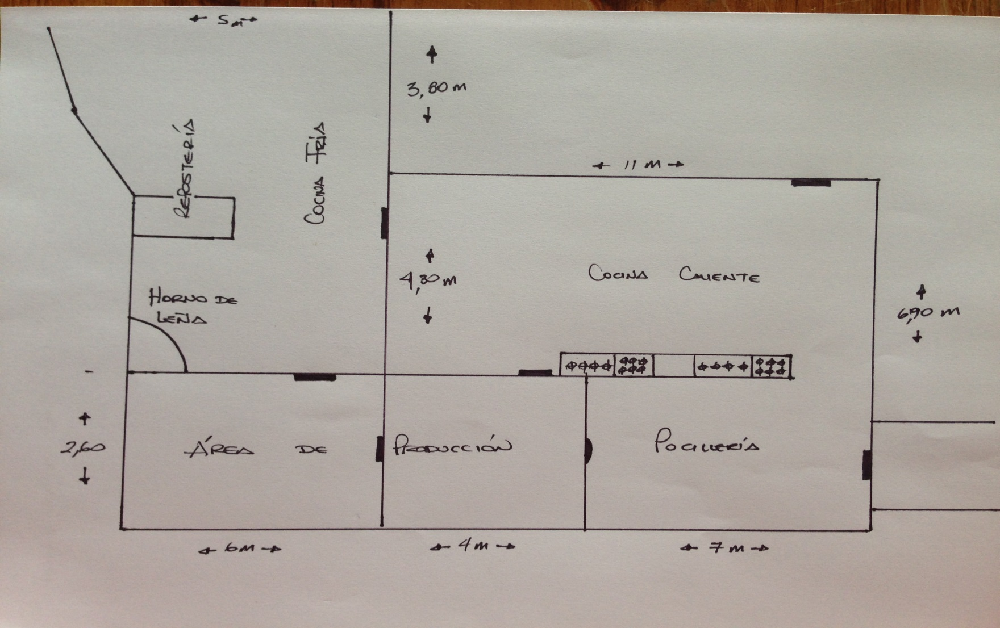 5m
3,80 m
11 M
REPOSTERÍA
COCINA FRÍA
4,30 m
COCINA CALIENTE
HORNO DE
LEÑA
6,90 m
2,60
ÁREA DE PRODUCCIÓN
POCILLERÍA
6M
4M
7M